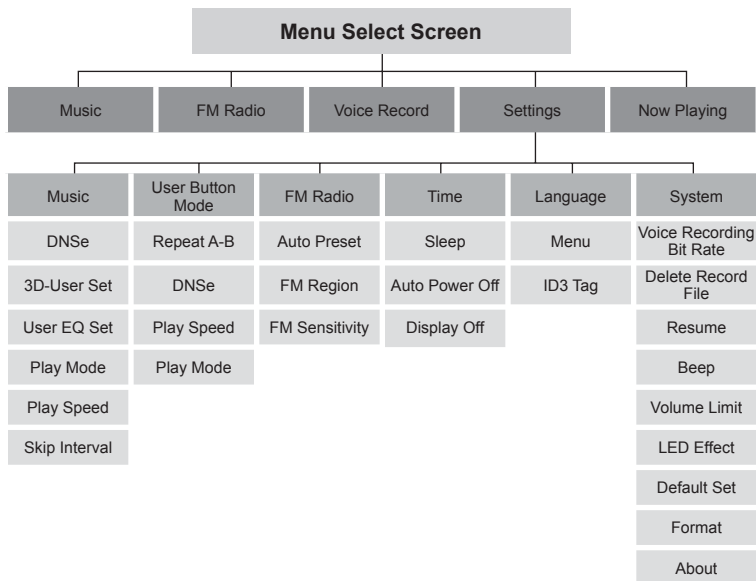 Menu Select Screen
Music
FM Radio
Voice Record
Settings
Now Playing
Music
DNSe
3D-User Set
User EQ Set
Play Mode
Play Speed
Skip Interval
User Button
Mode
Repeat A-B
DNSe
Play Speed
Play Mode
FM Radio
Auto Preset
FM Region
FM Sensitivity
Time
Sleep
Auto Power Off
Display Off
Language
Menu
ID3 Tag
System
Voice Recording
Bit Rate
Delete Record
File
Resume
Beep
Volume Limit
LED Effect
Default Set
Format
About